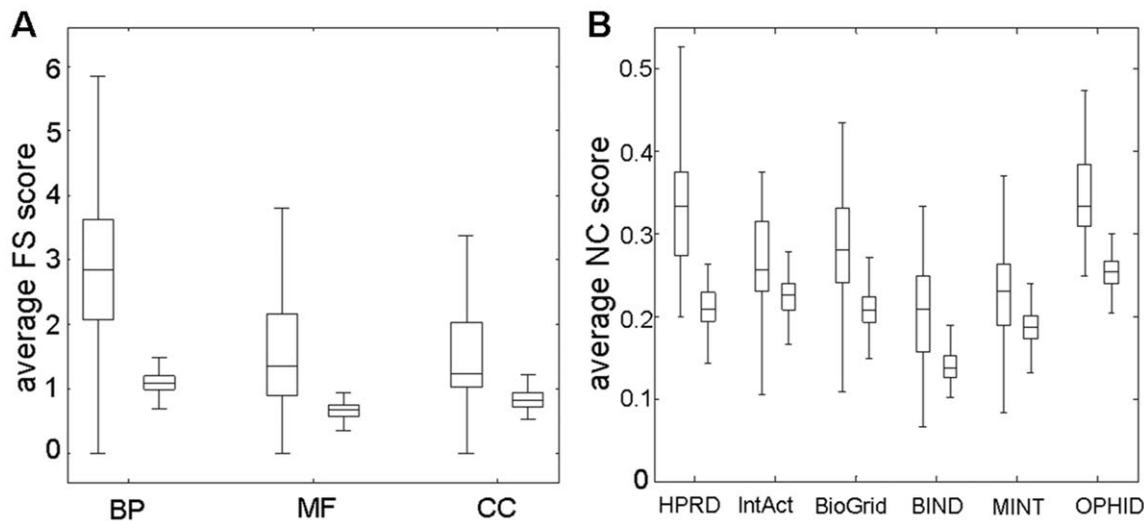 A
average FS score
6
5
4
3
2
1
0
BP MF CC
B
average NC score
0.5
0.4
0.3
0.2
0.1
0
HPRD IntAct BioGrid BIND MINT OPHID